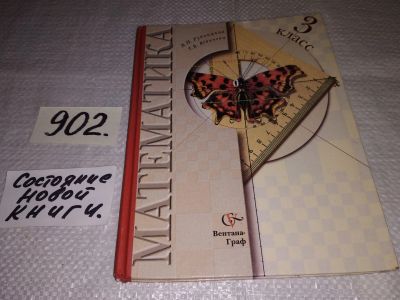 902.
Состояние
новой
книги.
МАТЕМАТИКА
3
класс
Вентана-
Граф